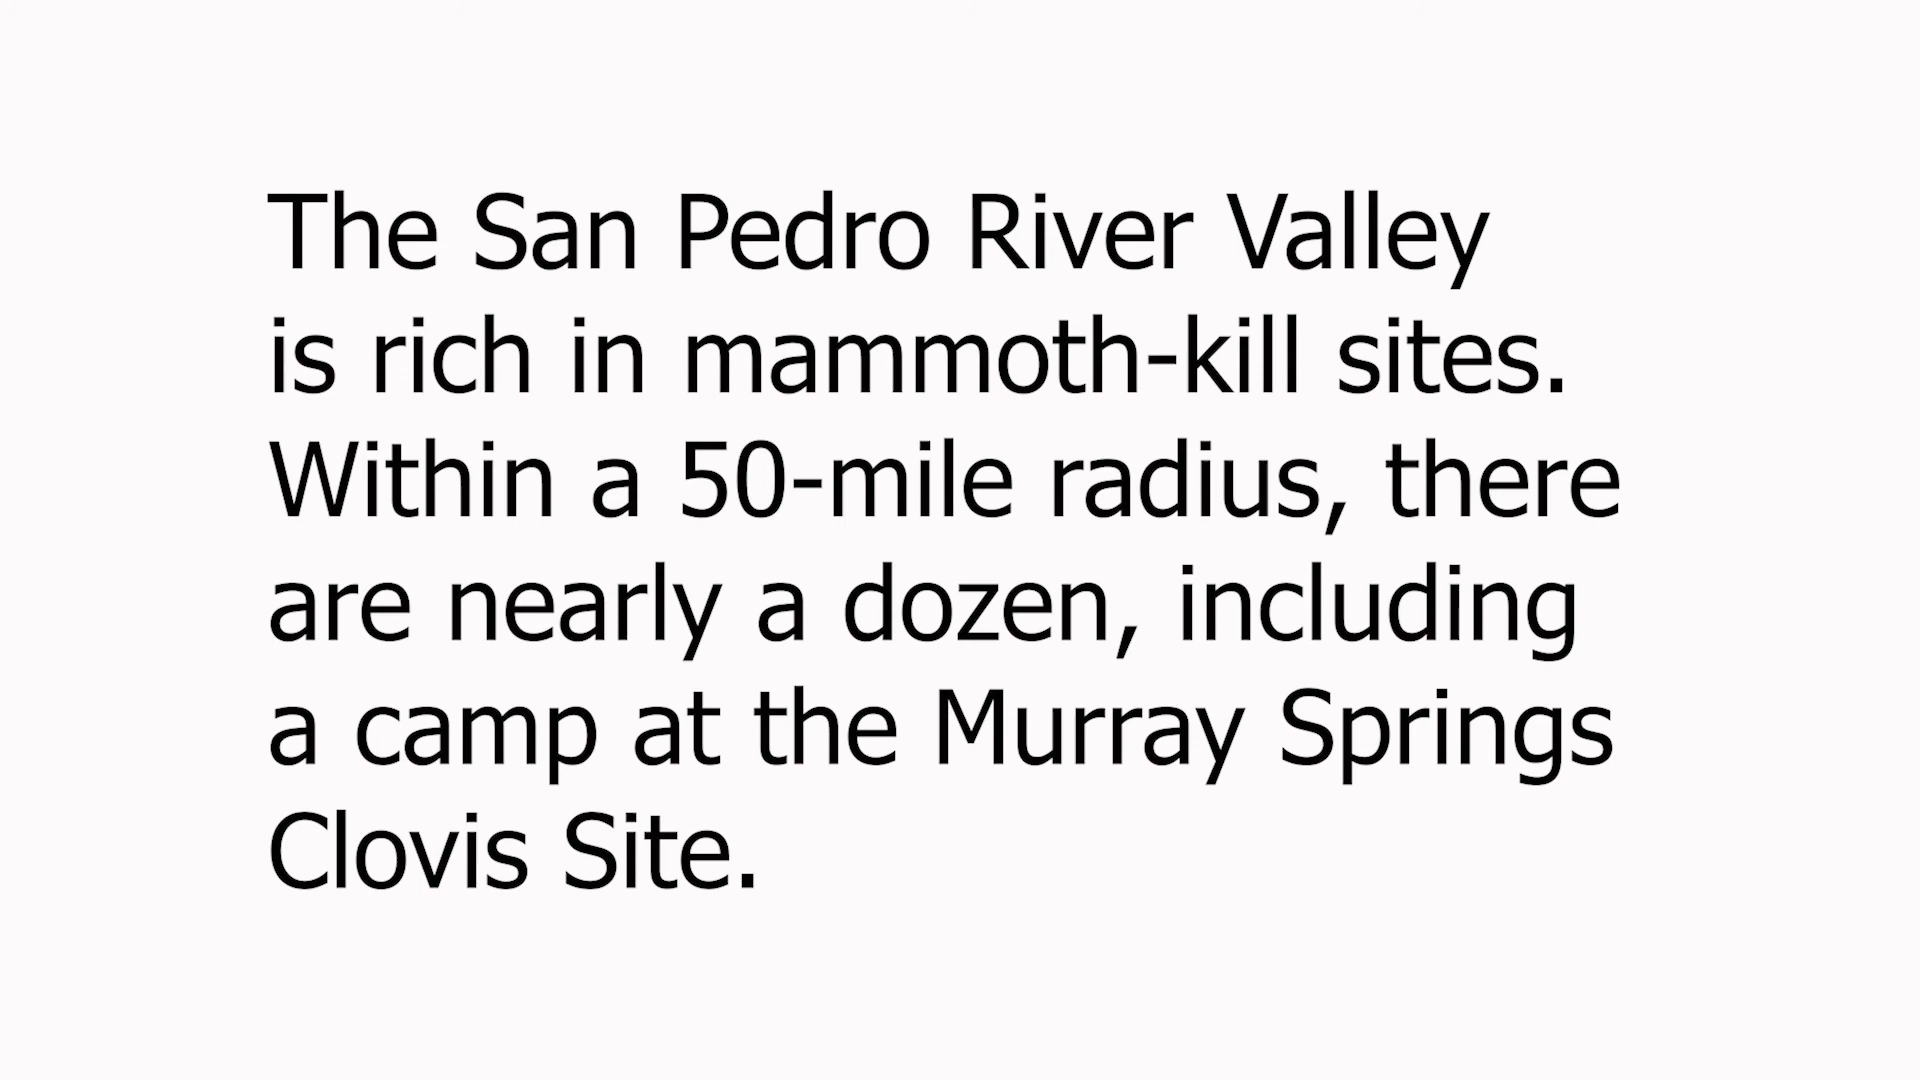 The San Pedro River Valley
is rich in mammoth-kill sites.
Within a 50-mile radius, there
are nearly a dozen, including
a camp at the Murray Springs
Clovis Site.